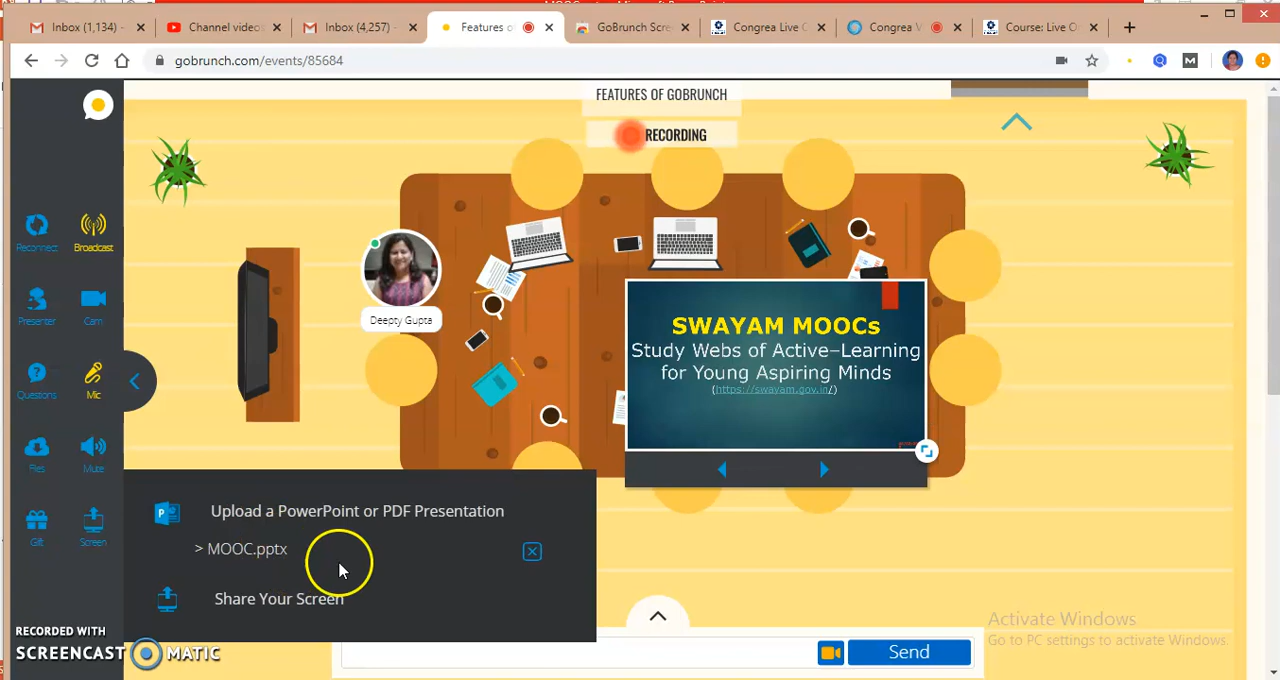 Inbox (1,134) -
Channel videos
Inbox (4,257) -
Features of
GoBrunch Scre
Congrea Live C
Congrea V
Course: Live O
gobrunch.com/events/85684
FEATURES OF GOBRUNCH
RECORDING
Reconnect
Broadcast
Presenter
Cam
Questions
Mic
Files
Mute
Gift
Screen
Deepty Gupta
SWAYAM MOOCs
Study Webs of Active–Learning
for Young Aspiring Minds
(https://swayam.gov.in/)
Upload a PowerPoint or PDF Presentation
> MOOC.pptx
Share Your Screen
Activate Windows
Go to PC settings to activate Windows.
Send
RECORDED WITH
SCREENCAST MATIC